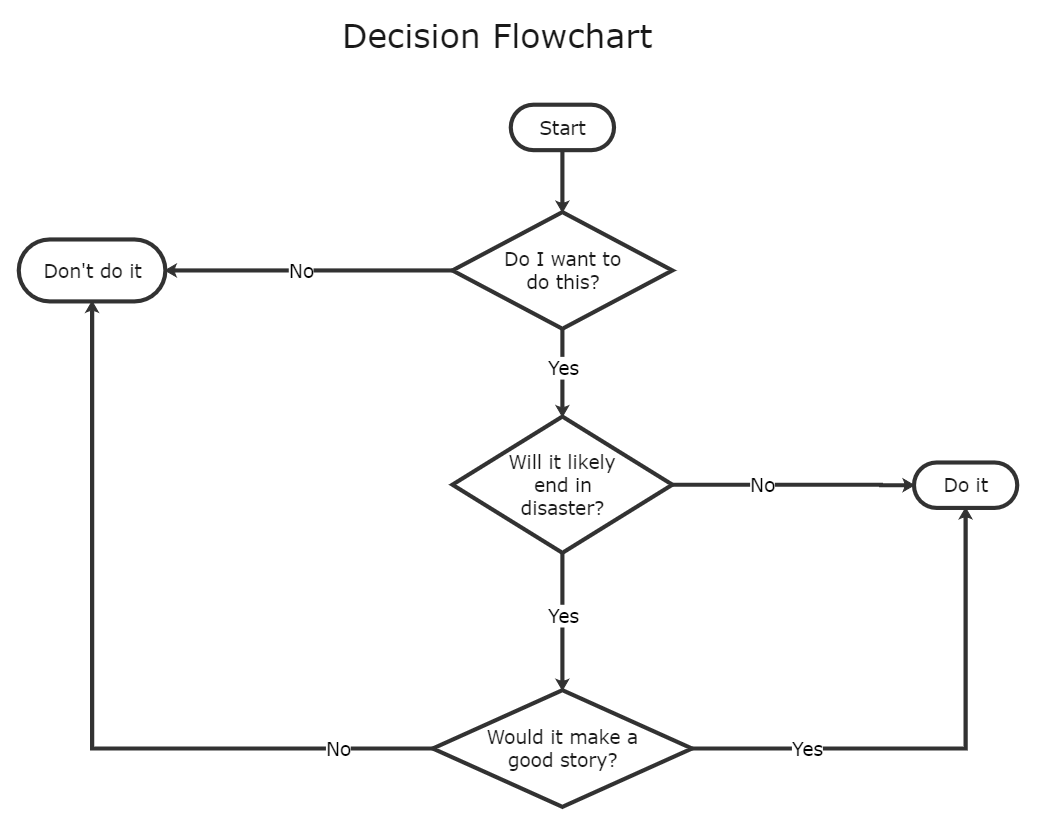 Decision Flowchart
Start
Do I want to
do this?
No
Don't do it
Yes
Will it likely
end in
disaster?
No
Do it
Yes
Would it make a
good story?
No
Yes